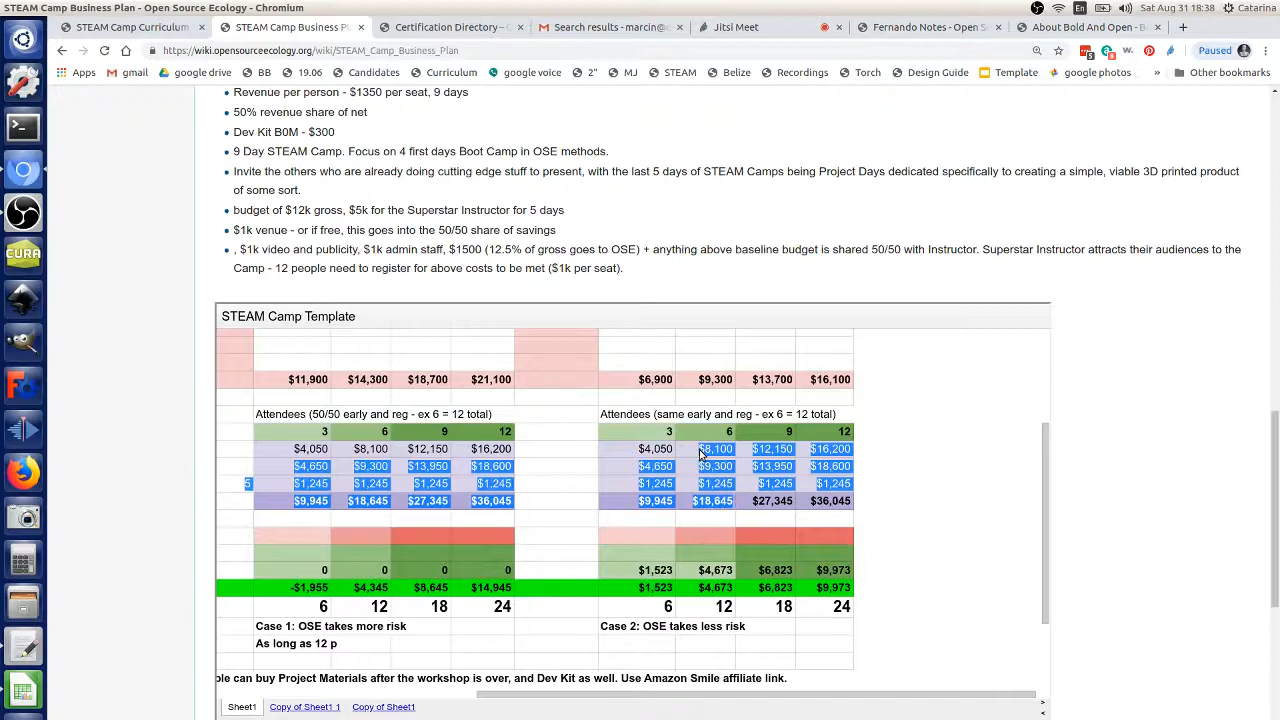 STEAM Camp Business Plan - Open Source Ecology - Chromium
En
Sat Aug 31 18:38
Catarina
STEAM Camp Curriculum
STEAM Camp Business Pl
Certification Directory –
Search results - marcin@
Jitsi Meet
Fernando Notes - Open S
About Bold And Open - B
https://wiki.opensourceecology.org/wiki/STEAM_Camp_Business_Plan
Paused
Apps
gmail
google drive
BB
19.06
Candidates
Curriculum
google voice
2"
MJ
STEAM
Belize
Recordings
Torch
Design Guide
Template
google photos
Other bookmarks
Revenue per person - $1350 per seat, 9 days
50% revenue share of net
Dev Kit B0M - $300
9 Day STEAM Camp. Focus on 4 first days Boot Camp in OSE methods.
Invite the others who are already doing cutting edge stuff to present, with the last 5 days of STEAM Camps being Project Days dedicated specifically to creating a simple, viable 3D printed product
of some sort.
budget of $12k gross, $5k for the Superstar Instructor for 5 days
$1k venue - or if free, this goes into the 50% share of savings
, $1k video and publicity, $1k admin staf. $1500 (12.5% of gross goes to OSE) + anything over baseline budget is shared 50/50 with Instructor. Superstar Instructor attracts their audiences to the
Camp - 12 people need to register for above costs to be met ($1k per seat).
STEAM Camp Template
$11,900 $14,300 $18,700 $21,100 $6,900 $9,300 $13,700 $16,100
Attendees (50/50 early and reg - ex 6 = 12 total) Attendees (same early and reg - ex 6 = 12 total)
3 6 9 12 3 6 9 12
$4,050 $8,100 $12,150 $16,200 $4,050 $8,100 $12,150 $16,200
$4,650 $9,300 $13,950 $18,600 $4,650 $9,300 $13,950 $18,600
5 $1,245 $1,245 $1,245 $1,245 $1,245 $1,245 $1,245 $1,245
$9,945 $18,645 $27,345 $36,045 $9,945 $18,645 $27,345 $36,045
0 0 0 0 $1,523 $4,673 $6,823 $9,973
-$1,955 $4,345 $8,645 $14,945 $1,523 $4,673 $6,823 $9,973
6 12 18 24 6 12 18 24
Case 1: OSE takes more risk Case 2: OSE takes less risk
As long as 12 p
ple can buy Project Materials after the workshop is over, and Dev Kit as well. Use Amazon Smile affiliate link.
Sheet1 Copy of Sheet1 1 Copy of Sheet1
CURA